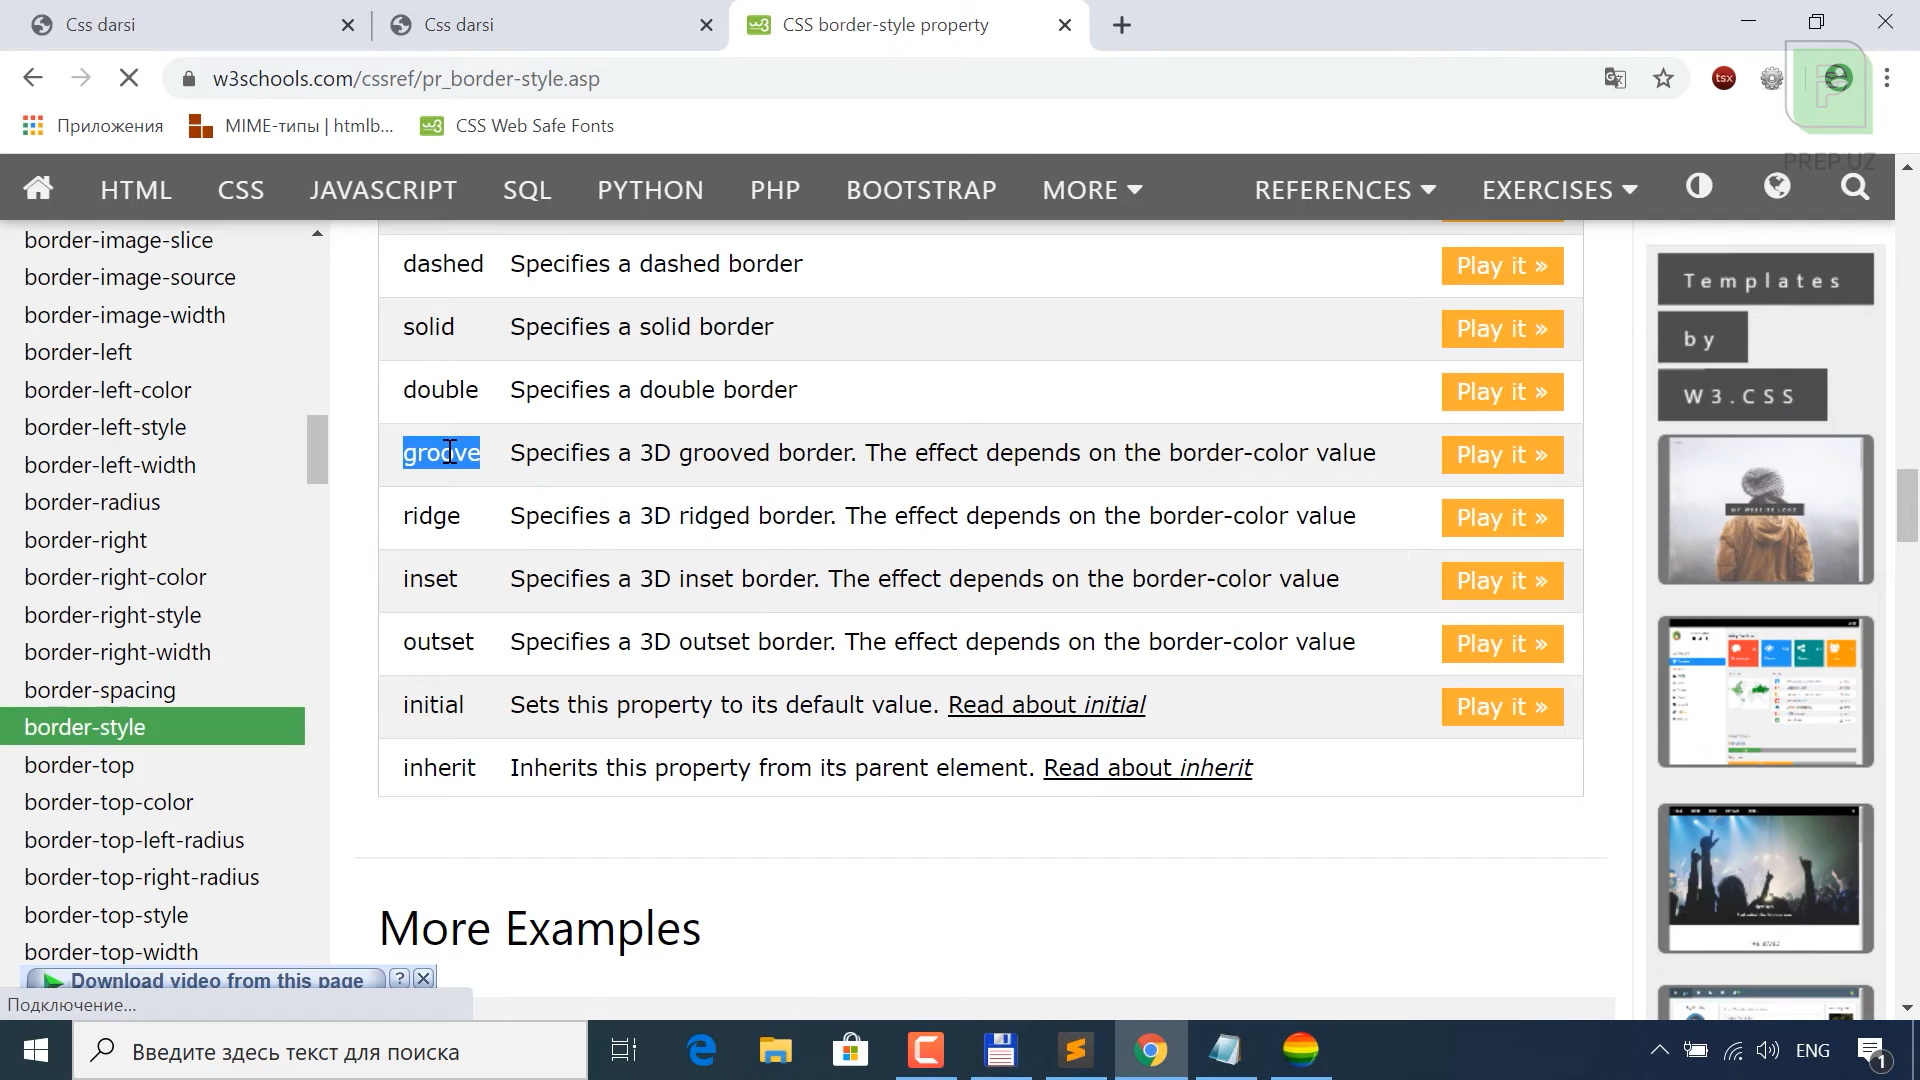 Css darsi
Css darsi
CSS border-style property
w3schools.com/cssref/pr_border-style.asp
tsx
Приложения
MIME-типы | htmlb...
CSS Web Safe Fonts
PREP.UZ
HTML
CSS
JAVASCRIPT
SQL
PYTHON
PHP
BOOTSTRAP
MORE
REFERENCES
EXERCISES
border-image-slice
border-image-source
border-image-width
border-left
border-left-color
border-left-style
border-left-width
border-radius
border-right
border-right-color
border-right-style
border-right-width
border-spacing
border-style
border-top
border-top-color
border-top-left-radius
border-top-right-radius
border-top-style
border-top-width
dashed Specifies a dashed border Play it »
solid Specifies a solid border Play it »
double Specifies a double border Play it »
groove Specifies a 3D grooved border. The effect depends on the border-color value Play it »
ridge Specifies a 3D ridged border. The effect depends on the border-color value Play it »
inset Specifies a 3D inset border. The effect depends on the border-color value Play it »
outset Specifies a 3D outset border. The effect depends on the border-color value Play it »
initial Sets this property to its default value. Read about initial Play it »
inherit Inherits this property from its parent element. Read about inherit
More Examples
Templates
by
W3.CSS
Download video from this page ?
Подключение...
Введите здесь текст для поиска
ENG
1